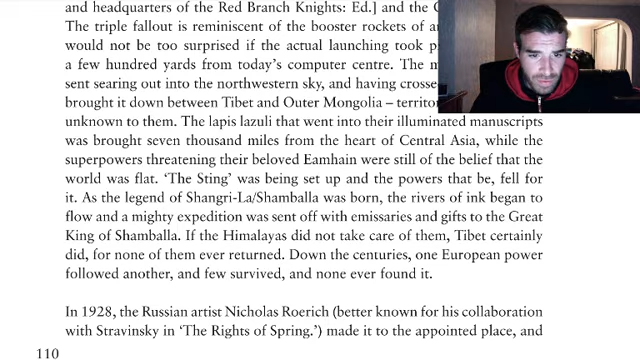 and headquarters of the Red Branch Knights: Ed.] and the
The triple fallout is reminiscent of the booster rockets of
would not be too surprised if the actual launching took
a few hundred yards from today's computer centre. The
sent searing out into the northwestern sky, and having
brought it down between Tibet and Outer Mongolia –
unknown to them. The lapis lazuli that went into their illuminated manuscripts
was brought seven thousand miles from the heart of Central Asia, while the
superpowers threatening their beloved Eamhain were still of the belief that the
world was flat. 'The Sting' was being set up and the powers that be, fell for
it. As the legend of Shangri-La/Shamballa was born, the rivers of ink began to
flow and a mighty expedition was sent off with emissaries and gifts to the Great
King of Shamballa. If the Himalayas did not take care of them, Tibet certainly
did, for none of them ever returned. Down the centuries, one European power
followed another, and few survived, and none ever found it.
In 1928, the Russian artist Nicholas Roerich (better known for his collaboration
with Stravinsky in 'The Rights of Spring.') made it to the appointed place, and
110